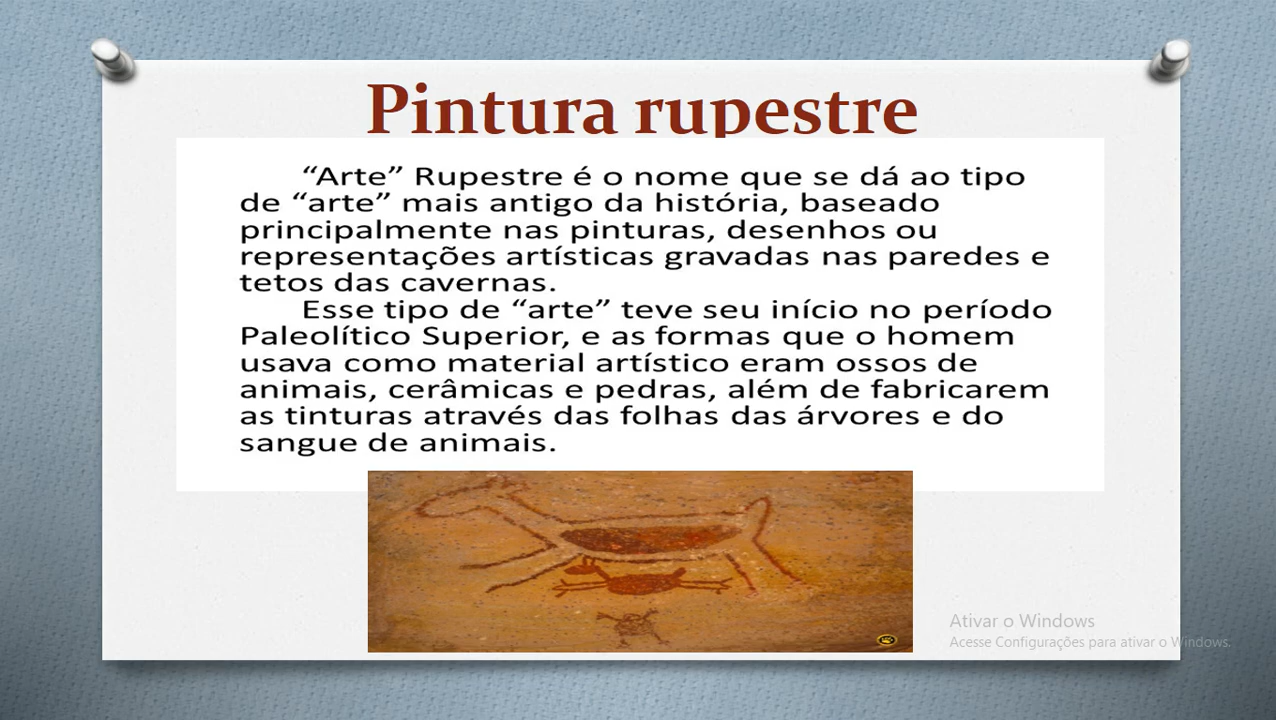 Pintura rupestre
“Arte” Rupestre é o nome que se dá ao tipo
de “arte” mais antigo da história, baseado
principalmente nas pinturas, desenhos ou
representações artísticas gravadas nas paredes e
tetos das cavernas.
Esse tipo de “arte” teve seu início no período
Paleolítico Superior, e as formas que o homem
usava como material artístico eram ossos de
animais, cerâmicas e pedras, além de fabricarem
as tinturas através das folhas das árvores e do
sangue de animais.
Ativar o Windows
Acesse Configurações para ativar o Windows.